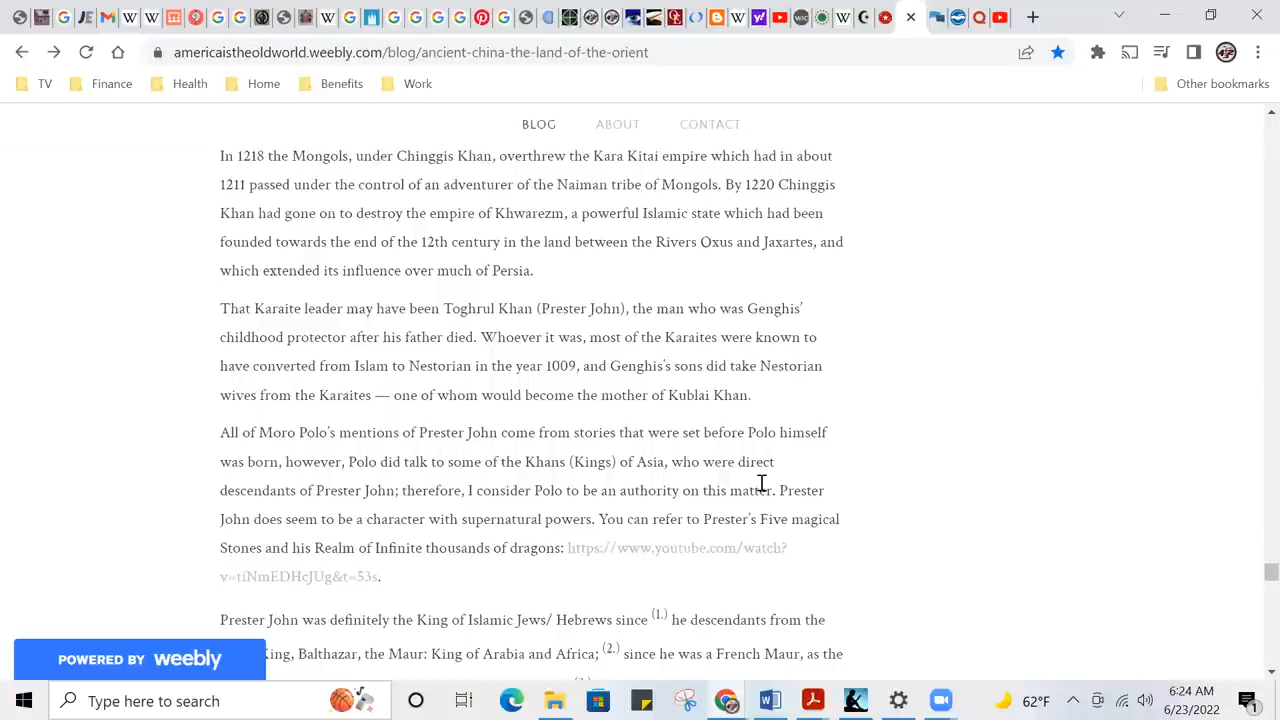 JE
americaistheoldworld.weebly.com/blog/ancient-china-the-land-of-the-orient
TV Finance Health Home Benefits Work Other bookmarks
BLOG ABOUT CONTACT
In 1218 the Mongols, under Chinggis Khan, overthrew the Kara Kitai empire which had in about
1211 passed under the control of an adventurer of the Naiman tribe of Mongols. By 1220 Chinggis
Khan had gone on to destroy the empire of Khwarezm, a powerful Islamic state which had been
founded towards the end of the 12th century in the land between the Rivers Oxus and Jaxartes, and
which extended its influence over much of Persia.
That Karaite leader may have been Toghrul Khan (Prester John), the man who was Genghis’
childhood protector after his father died. Whoever it was, most of the Karaites were known to
have converted from Islam to Nestorian in the year 1009, and Genghis’s sons did take Nestorian
wives from the Karaites — one of whom would become the mother of Kublai Khan.
All of Moro Polo’s mentions of Prester John come from stories that were set before Polo himself
was born, however, Polo did talk to some of the Khans (Kings) of Asia, who were direct
descendants of Prester John; therefore, I consider Polo to be an authority on this matter. Prester
John does seem to be a character with supernatural powers. You can refer to Prester’s Five magical
Stones and his Realm of Infinite thousands of dragons: https://www.youtube.com/watch?
v=tiNmEDHcJUg&t=53s.
Prester John was definitely the King of Islamic Jews/ Hebrews since (1.) he descendants from the
King, Balthazar, the Maur: King of Arabia and Africa; (2.) since he was a French Maur, as the
POWERED BY weebly
Type here to search
62°F
6:24 AM
6/23/2022
1